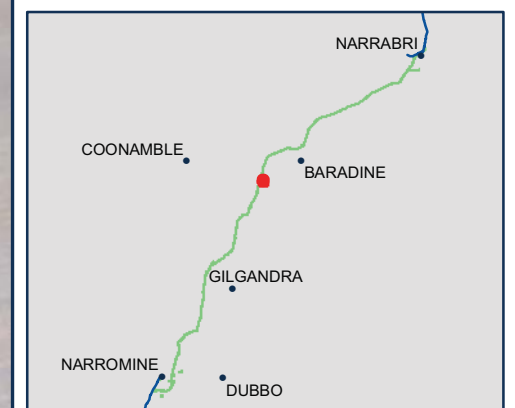 NARRABRI
COONAMBLE
BARADINE
GILGANDRA
NARROMINE
DUBBO